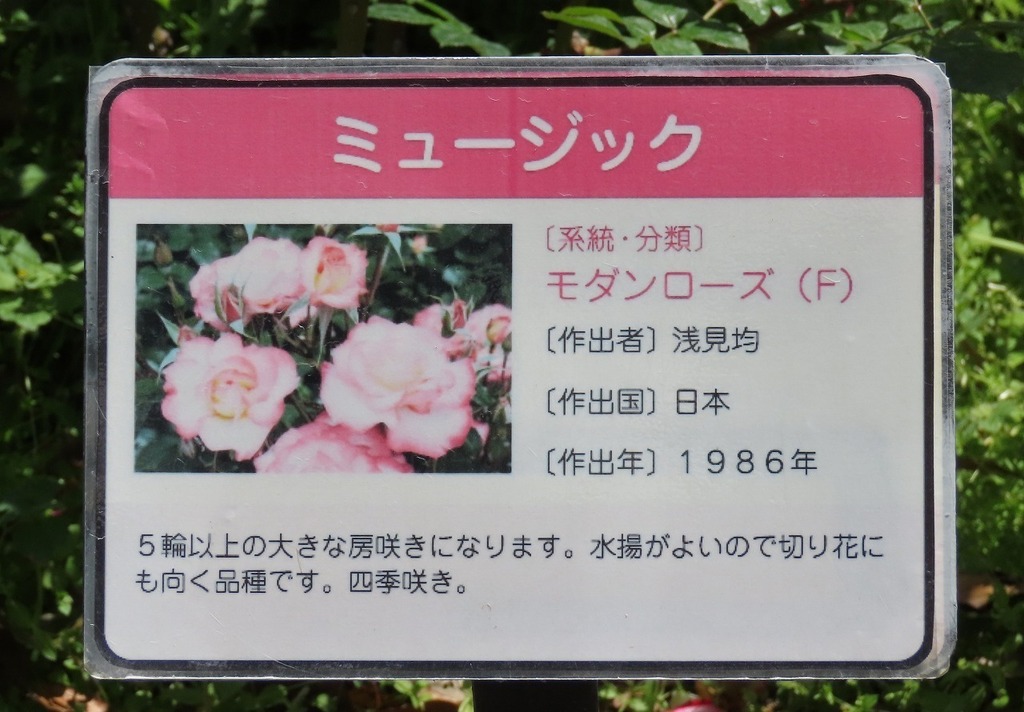 ミュージック
〔系統・分類〕
モダンローズ（F）
〔作出者〕浅見均
〔作出国〕日本
〔作出年〕１９８６年
５輪以上の大きな房咲きになります。水揚がよいので切り花に
も向く品種です。四季咲き。